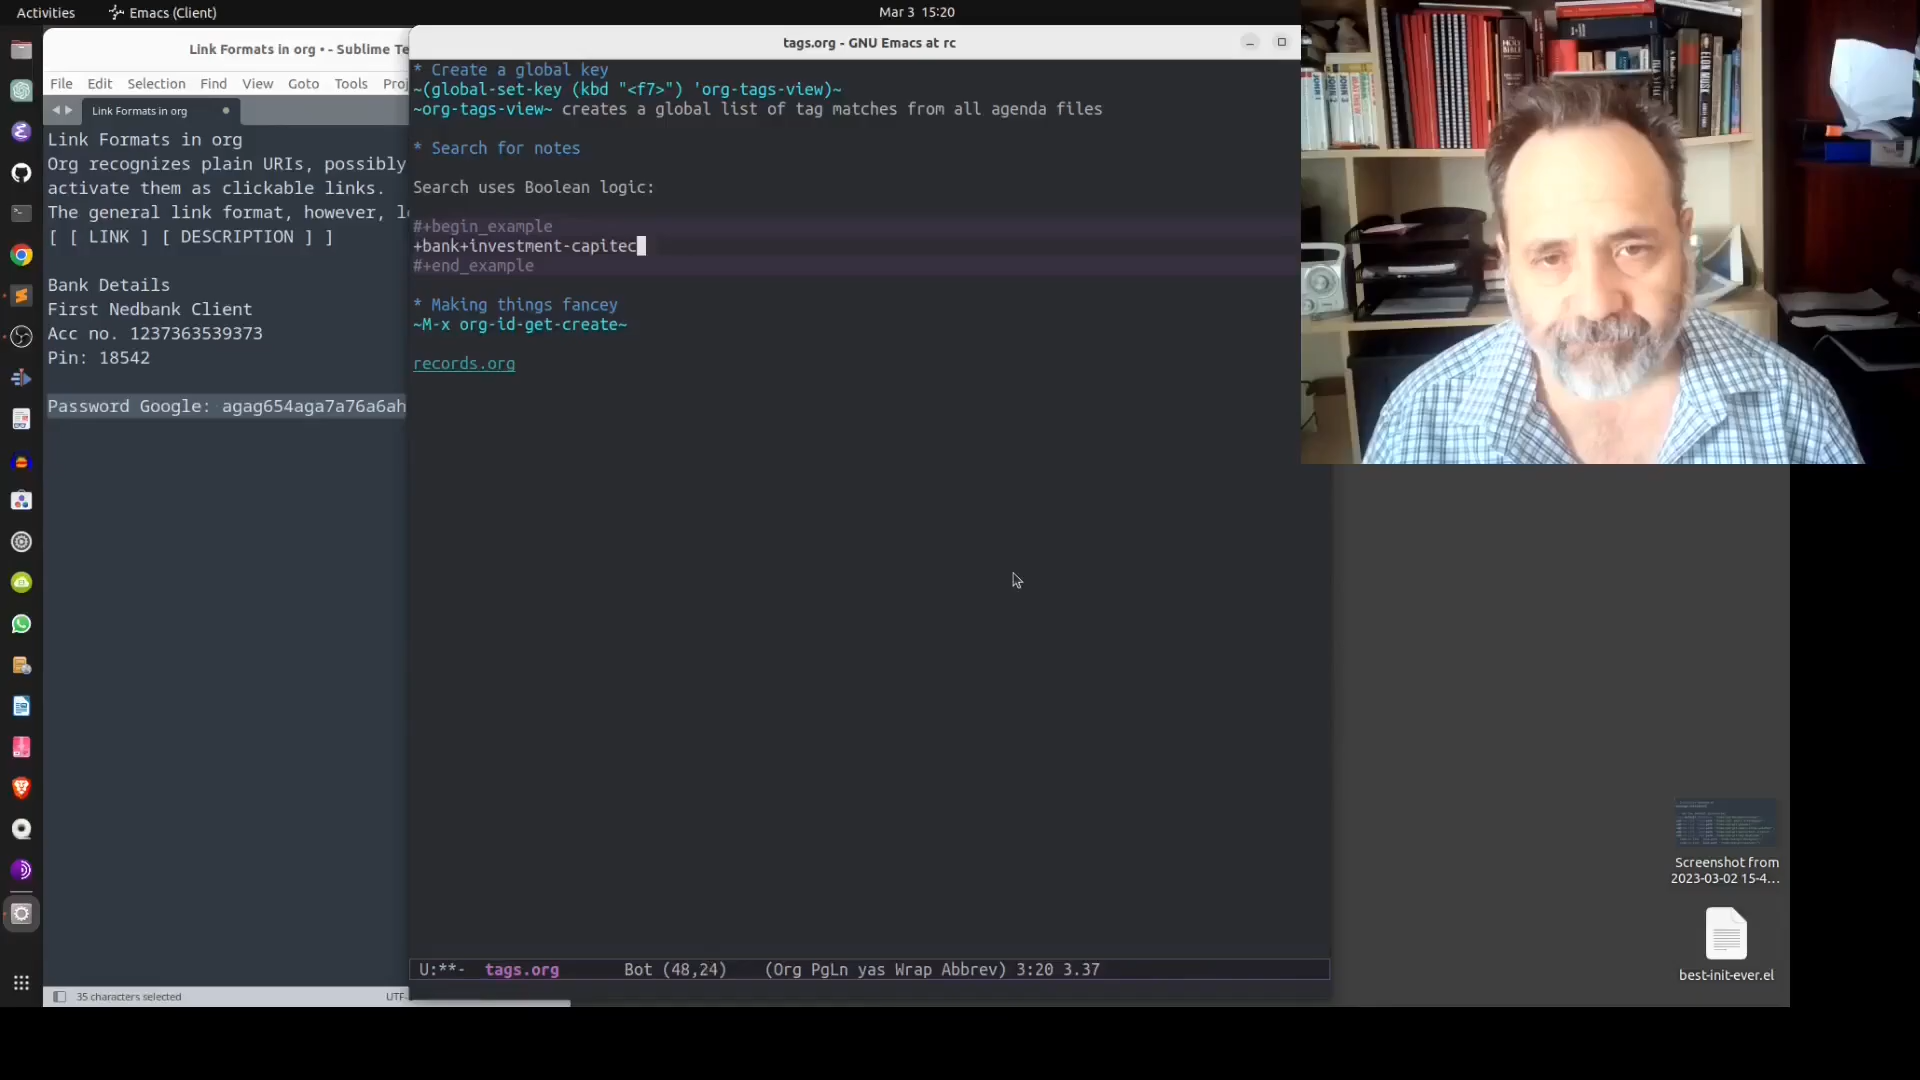 Activities
Emacs (Client)
Mar 3 15:20
Link Formats in org • - Sublime Te
File Edit Selection Find View Goto Tools Proj
Link Formats in org
Link Formats in org
Org recognizes plain URIs, possibly
activate them as clickable links.
The general link format, however, l
[ [ LINK ] [ DESCRIPTION ] ]
Bank Details
First Nedbank Client
Acc no. 1237363539373
Pin: 18542
Password Google: agag654aga7a76a6ah
35 characters selected
UTF-
tags.org - GNU Emacs at rc
* Create a global key
~(global-set-key (kbd "<f7>") 'org-tags-view)~
~org-tags-view~ creates a global list of tag matches from all agenda files
* Search for notes
Search uses Boolean logic:
#+begin_example
+bank+investment-capitec
#+end_example
* Making things fancey
~M-x org-id-get-create~
records.org
U:**- tags.org Bot (48,24) (Org PgLn yas Wrap Abbrev) 3:20 3.37
HOLY BIBLE
ELON MUSK
Screenshot from
2023-03-02 15-4...
best-init-ever.el